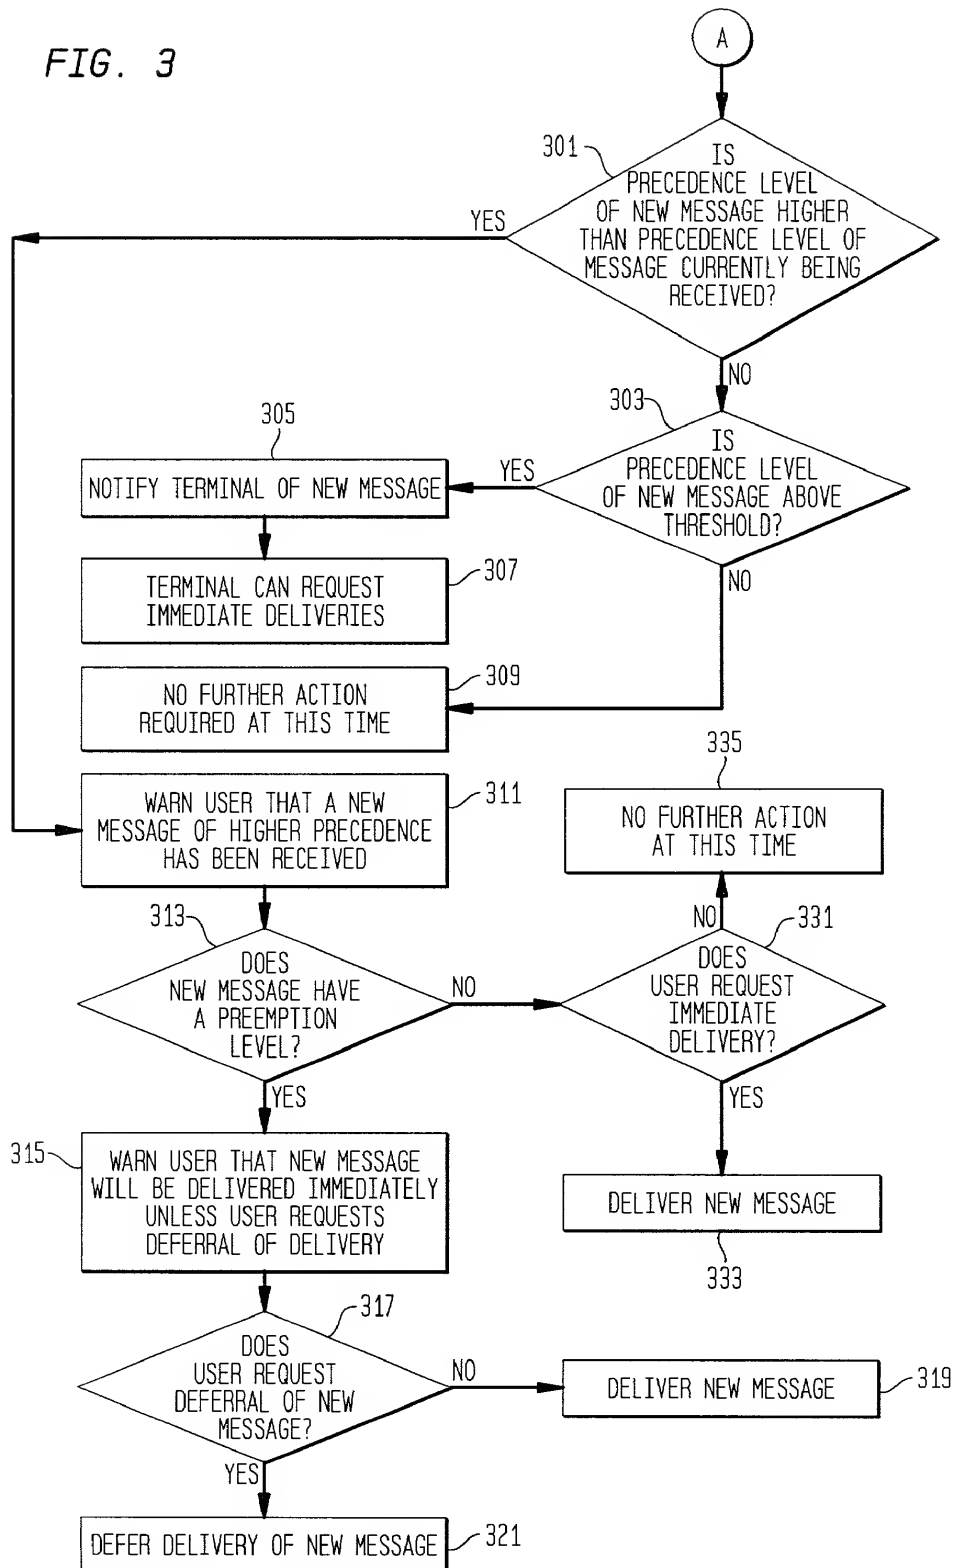 FIG. 3
A
301
IS
PRECEDENCE LEVEL
OF NEW MESSAGE HIGHER
THAN PRECEDENCE LEVEL OF
MESSAGE CURRENTLY BEING
RECEIVED?
YES
NO
303
IS
PRECEDENCE LEVEL
OF NEW MESSAGE ABOVE
THRESHOLD?
YES
NO
305
NOTIFY TERMINAL OF NEW MESSAGE
307
TERMINAL CAN REQUEST
IMMEDIATE DELIVERIES
309
NO FURTHER ACTION
REQUIRED AT THIS TIME
311
WARN USER THAT A NEW
MESSAGE OF HIGHER PRECEDENCE
HAS BEEN RECEIVED
335
NO FURTHER ACTION
AT THIS TIME
313
DOES
NEW MESSAGE HAVE
A PREEMPTION
LEVEL?
NO
YES
331
NO
DOES
USER REQUEST
IMMEDIATE
DELIVERY?
YES
315
WARN USER THAT NEW MESSAGE
WILL BE DELIVERED IMMEDIATELY
UNLESS USER REQUESTS
DEFERRAL OF DELIVERY
DELIVER NEW MESSAGE
333
317
DOES
USER REQUEST
DEFERRAL OF NEW
MESSAGE?
NO
YES
DELIVER NEW MESSAGE
319
DEFER DELIVERY OF NEW MESSAGE
321